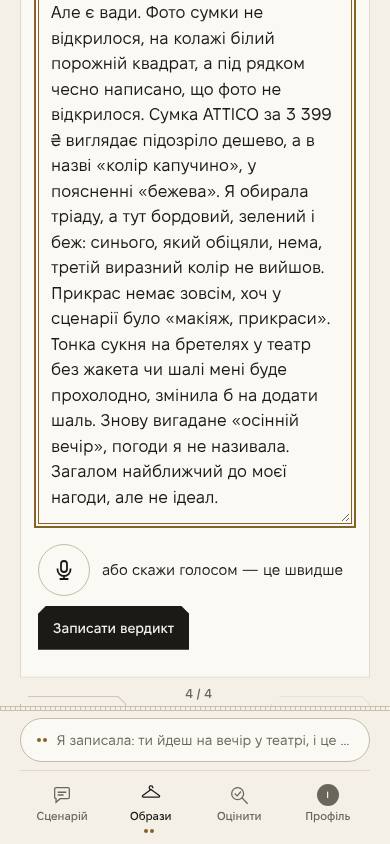 Але є вади. Фото сумки не
відкрилося, на колажі білий
порожній квадрат, а під рядком
чесно написано, що фото не
відкрилося. Сумка ATTICO за 3 399
₴ виглядає підозріло дешево, а в
назві «колір капучино», у
поясненні «бежева». Я обирала
тріаду, а тут бордовий, зелений і
беж: синього, який обіцяли, нема,
третій виразний колір не вийшов.
Прикрас немає зовсім, хоч у
сценарії було «макіяж, прикраси».
Тонка сукня на бретелях у театр
без жакета чи шалі мені буде
прохолодно, змінила б на додати
шаль. Знову вигадане «осінній
вечір», погоди я не називала.
Загалом найближчий до моєї
нагоди, але не ідеал.
або скажи голосом — це швидше
Записати вердикт
4 / 4
Я записала: ти йдеш на вечір у театрі, і це ...
Сценарій
Образи
Оцінити
І
Профіль